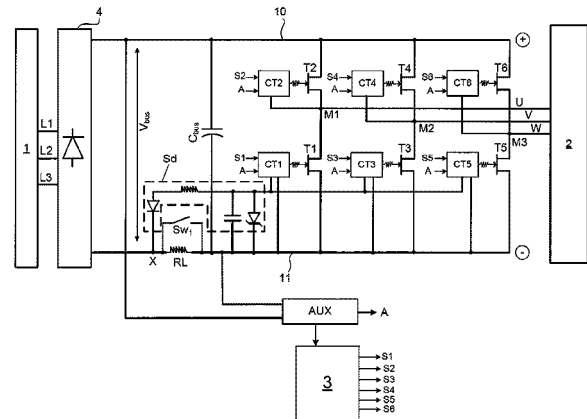 4
10
+
S2
A
CT2
T2
S4
A
CT4
T4
S6
A
CT6
T6
L1
L2
L3
1
Vbus
Cbus
M1
U
M2
V
M3
W
2
Sd
S1
A
CT1
T1
S3
A
CT3
T3
S5
A
CT5
T5
Sw1
X
RL
11
-
AUX
A
3
S1
S2
S3
S4
S5
S6